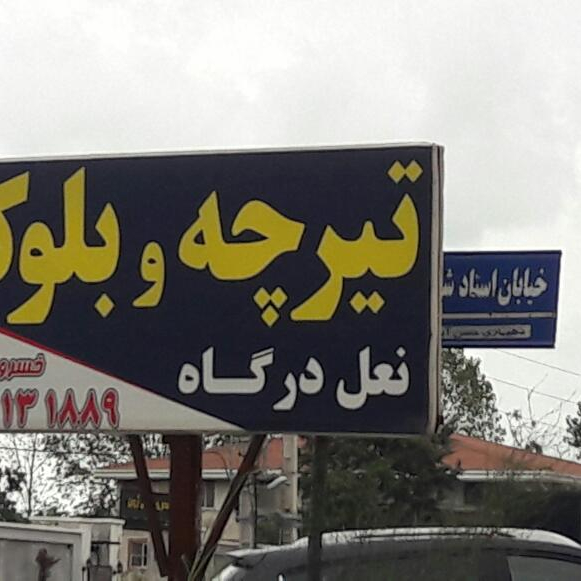 تیرچه و بلوک
نعل درگاه
خسرو
۱۳ ۱۸۸۹
خیابان استاد